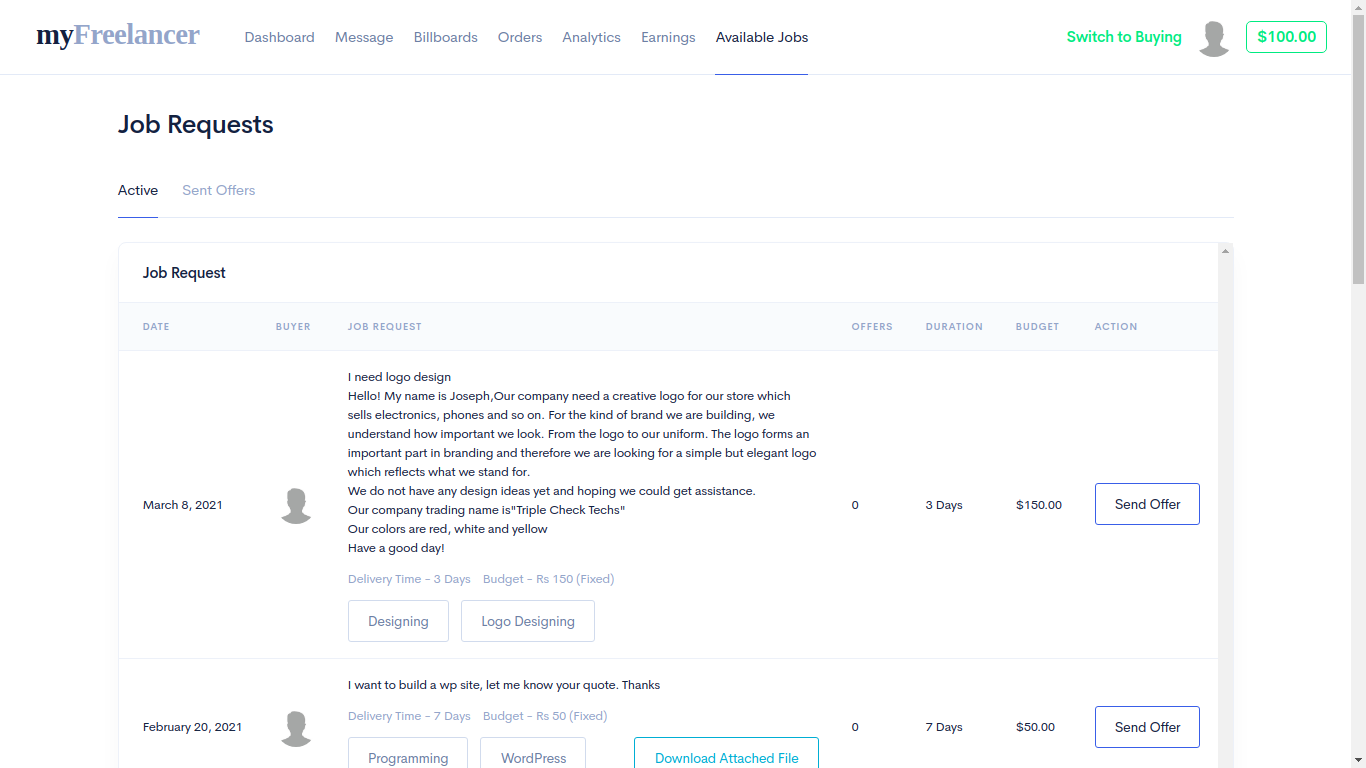 myFreelancer
Dashboard
Message
Billboards
Orders
Analytics
Earnings
Available Jobs
Switch to Buying
$100.00
Job Requests
Active
Sent Offers
Job Request
DATE
BUYER
JOB REQUEST
OFFERS
DURATION
BUDGET
ACTION
I need logo design
Hello! My name is Joseph,Our company need a creative logo for our store which
sells electronics, phones and so on. For the kind of brand we are building, we
understand how important we look. From the logo to our uniform. The logo forms an
important part in branding and therefore we are looking for a simple but elegant logo
which reflects what we stand for.
We do not have any design ideas yet and hoping we could get assistance.
March 8, 2021
0
3 Days
$150.00
Send Offer
Our company trading name is"Triple Check Techs"
Our colors are red, white and yellow
Have a good day!
Delivery Time - 3 Days
Budget - Rs 150 (Fixed)
Designing
Logo Designing
I want to build a wp site, let me know your quote. Thanks
Delivery Time - 7 Days
Budget - Rs 50 (Fixed)
February 20, 2021
0
7 Days
$50.00
Send Offer
Programming
WordPress
Download Attached File